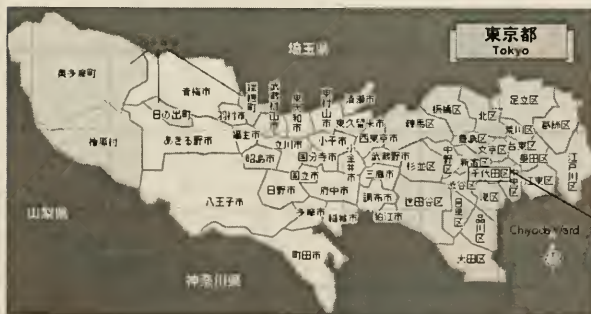 東京都
Tokyo
埼玉県
山梨県
神奈川県
奥多摩町
青梅市
瑞穂町
武蔵村山市
東大和市
東村山市
清瀬市
日の出町
羽村市
東久留米市
檜原村
あきる野市
福生市
立川市
小平市
西東京市
昭島市
国分寺市
小金井市
武蔵野市
国立市
三鷹市
八王子市
日野市
府中市
調布市
多摩市
稲城市
狛江市
町田市
練馬区
板橋区
北区
足立区
葛飾区
荒川区
豊島区
文京区
台東区
墨田区
江戸川区
杉並区
中野区
新宿区
千代田区
江東区
渋谷区
港区
世田谷区
目黒区
品川区
大田区
Chiyoda Ward